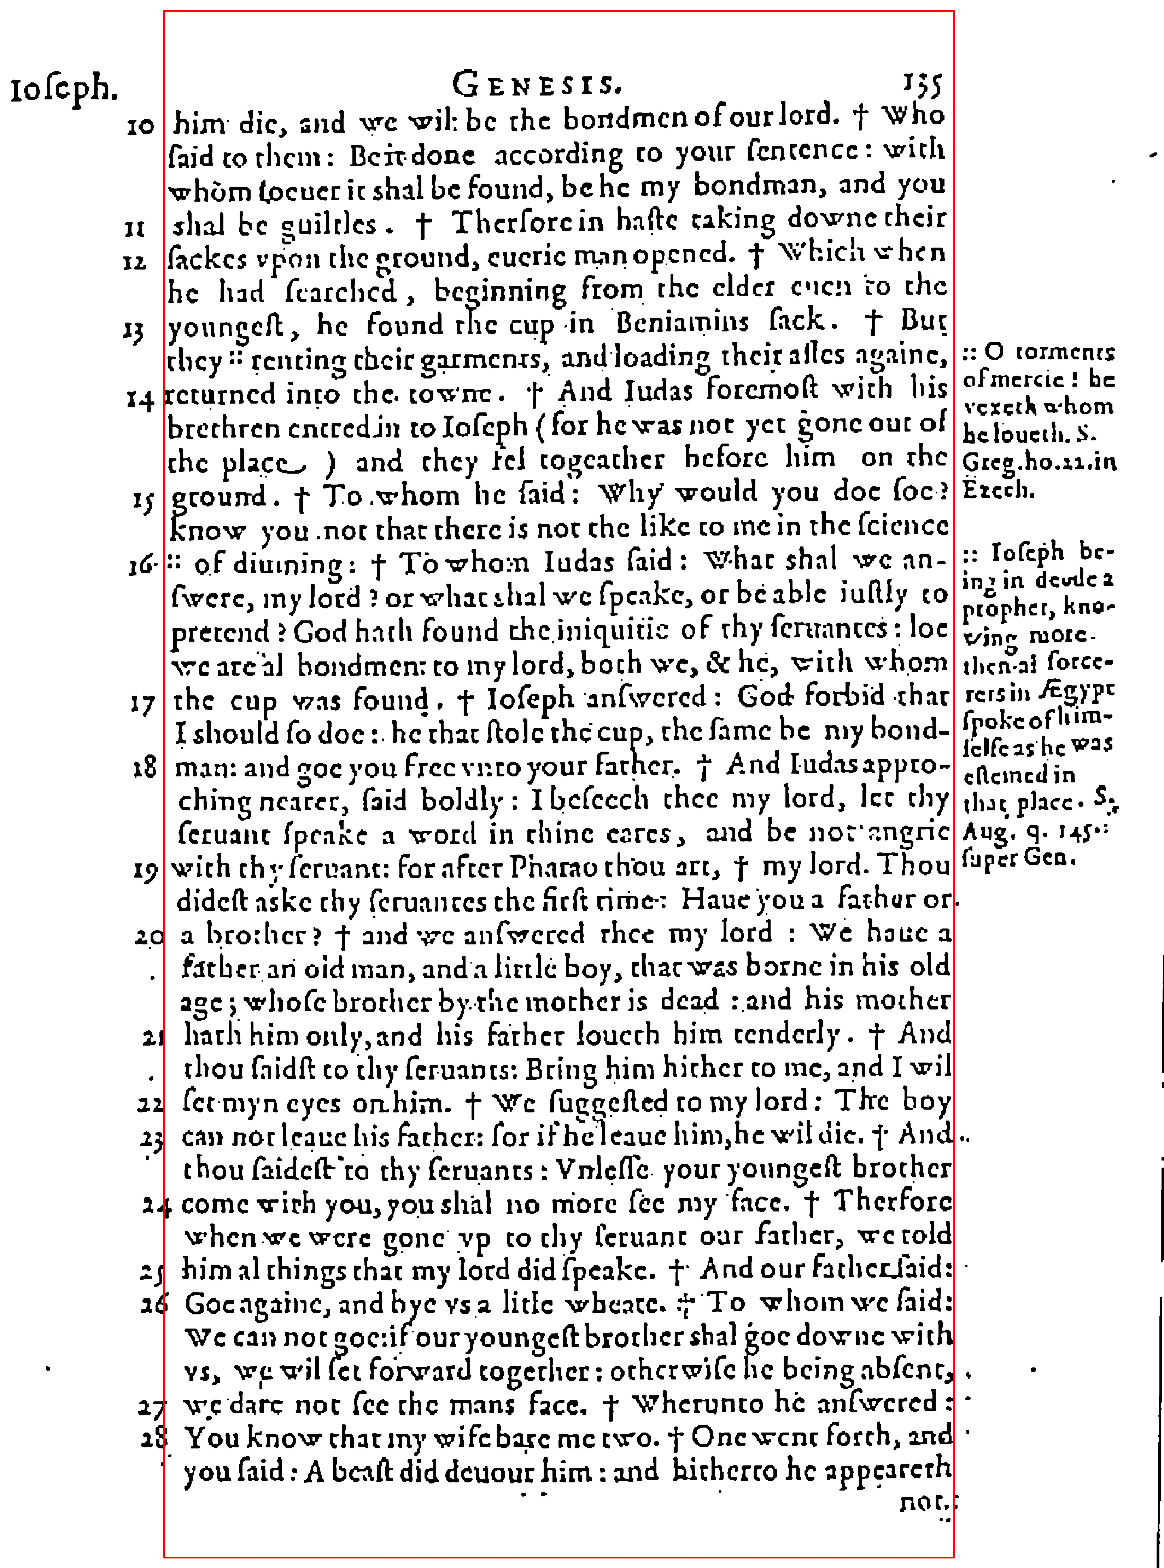 Ioſeph. GENESIS. 135
10 him die, and we wil be the bondmen of our lord. † Who
ſaid to them: Be it done according to your ſentence: with
whom ſoeuer it shal be found, be he my bondman, and you
11 shal be guiltles. † Therfore in haſte taking downe their
12 ſackes vpon the ground, euerie man opened. † Which when
he had ſearched, beginning from the elder euen to the
13 youngeſt, he found the cup in Beniamins ſack. † But
they :: renting their garments, and loading their aſſes againe,
14 returned into the towne. † And Iudas foremoſt with his
brethren entred in to Ioſeph (for he was not yet gone out of
the place) and they fel togeather before him on the
15 ground. † To whom he ſaid: Why would you doe ſoe?
know you not that there is not the like to me in the ſcience
16 :: of diuining: † To whom Iudas ſaid: What shal we an-
ſwere, my lord? or what shal we ſpeake, or be able iuſtly to
pretend? God hath found the iniquitie of thy ſeruantes: loe
we are al bondmen to my lord, both we, & he, with whom
17 the cup was found. † Ioſeph anſwered: God forbid that
I should ſo doe: he that ſtole the cup, the ſame be my bond-
18 man: and goe you free vnto your father. † And Iudas appro-
ching nearer, ſaid boldly: I beſeech thee my lord, let thy
ſeruant ſpeake a word in thine eares, and be not angrie
19 with thy ſeruant: for after Pharao thou art, † my lord. Thou
dideſt aske thy ſeruantes the firſt time: Haue you a father or
20 a brother? † and we anſwered thee my lord : We haue a
father an old man, and a little boy, that was borne in his old
age; whoſe brother by the mother is dead : and his mother
21 hath him only, and his father loueth him tenderly. † And
thou ſaidſt to thy ſeruants: Bring him hither to me, and I wil
22 ſet myn eyes on him. † We ſuggeſted to my lord: The boy
23 can not leaue his father: for if he leaue him, he wil die. † And
thou ſaideſt to thy ſeruants: Vnleſſe your youngeſt brother
24 come with you, you shal no more ſee my face. † Therfore
when we were gone vp to thy ſeruant our father, we told
25 him al things that my lord did ſpeake. † And our father ſaid:
26 Goe againe, and bye vs a litle wheate. † To whom we ſaid:
We can not goe: if our youngeſt brother shal goe downe with
vs, we wil ſet forward together: otherwiſe he being abſent,
27 we dare not ſee the mans face. † Wherunto he anſwered:
28 You know that my wife bare me two. † One went forth, and
you ſaid: A beaſt did deuour him: and hitherto he appeareth
not.
:: O torments
of mercie! he
vexeth whom
he loueth. S.
Greg. ho. 22. in
Ezech.
:: Ioſeph be-
ing in deede a
prophet, kno-
wing more
then al ſorce-
rers in Ægypt
ſpoke of him-
ſelfe as he was
eſtemed in
that place. S.
Aug. q. 145.
ſuper Gen.